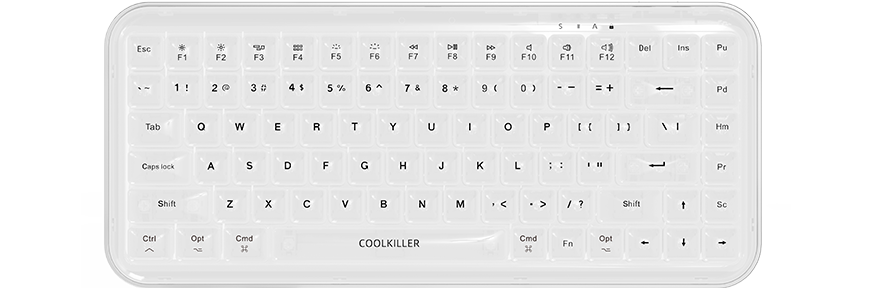 S A
Esc F1 F2 F3 F4 F5 F6 F7 F8 F9 F10 F11 F12 Del Ins Pu
` ~ 1 ! 2 @ 3 # 4 $ 5 % 6 ^ 7 & 8 * 9 ( 0 ) - - = + ← Pd
Tab Q W E R T Y U I O P [ { ] } \ | Hm
Caps lock A S D F G H J K L ; : ' " ↵ Pr
Shift Z X C V B N M , < . > / ? Shift ↑ Sc
Ctrl Opt Cmd COOLKILLER Cmd Fn Opt ← ↓ →